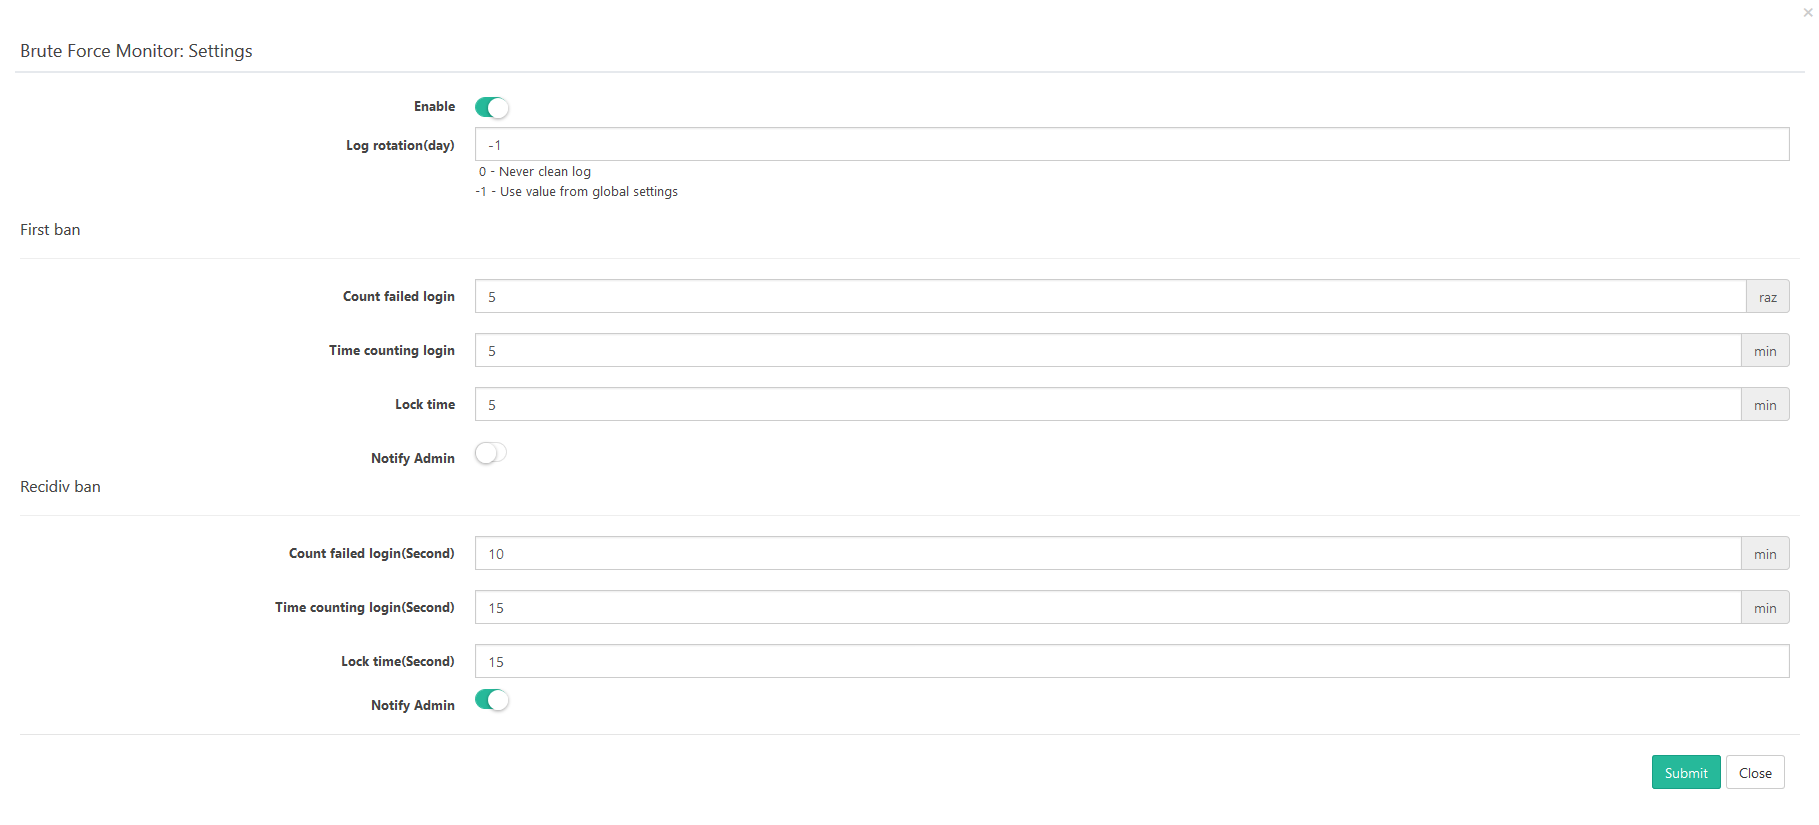 ×
Brute Force Monitor: Settings
Enable
Log rotation(day) -1
0 - Never clean log
-1 - Use value from global settings
First ban
Count failed login 5 raz
Time counting login 5 min
Lock time 5 min
Notify Admin
Recidiv ban
Count failed login(Second) 10 min
Time counting login(Second) 15 min
Lock time(Second) 15
Notify Admin
Submit Close